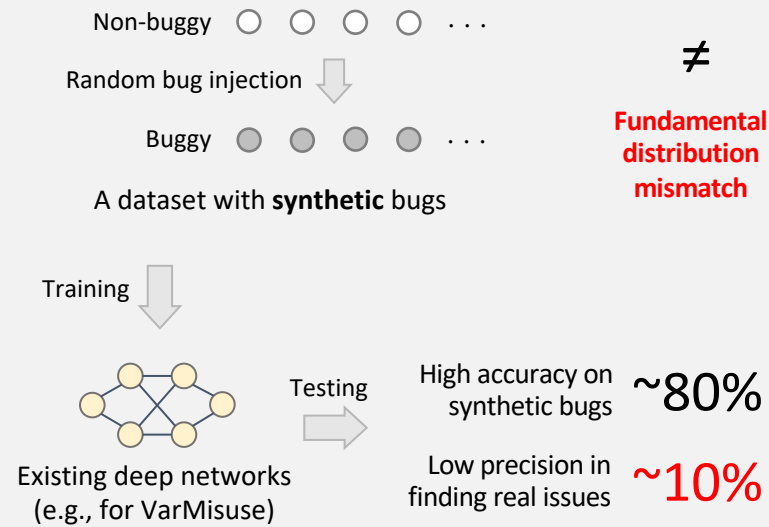 Non-buggy . . .
Random bug injection
Buggy . . .
A dataset with synthetic bugs
≠
Fundamental
distribution
mismatch
Training
Testing
Existing deep networks
(e.g., for VarMisuse)
High accuracy on
synthetic bugs
~80%
Low precision in
finding real issues
~10%